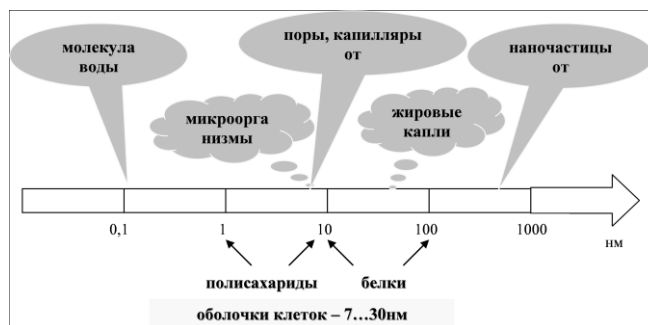 молекула
воды
поры, капилляры
от
наночастицы
от
микроорга
низмы
жировые
капли
0,1 1 10 100 1000 нм
полисахариды белки
оболочки клеток – 7…30нм